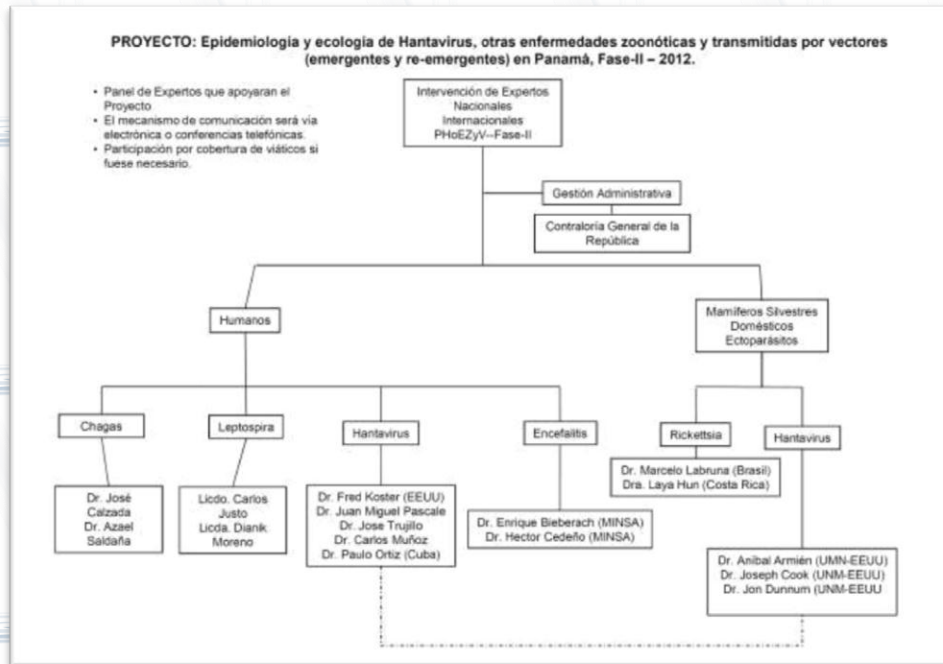 PROYECTO: Epidemiologia y ecologia de Hantavirus, otras enfermedades zoonóticas y transmitidas por vectores
(emergentes y re-emergentes) en Panamá, Fase-II – 2012.
• Panel de Expertos que apoyaran el
Proyecto
• El mecanismo de comunicación será vía
electrónica o conferencias telefónicas.
• Participación por cobertura de viáticos si
fuese necesario.
Intervención de Expertos
Nacionales
Internacionales
PHoEZyV--Fase-II
Gestión Administrativa
Contraloría General de la
República
Humanos
Mamíferos Silvestres
Domésticos
Ectoparásitos
Chagas
Leptospira
Hantavirus
Encefalitis
Rickettsia
Hantavirus
Dr. José
Calzada
Dr. Azael
Saldaña
Licdo. Carlos
Justo
Licda. Dianik
Moreno
Dr. Fred Koster (EEUU)
Dr. Juan Miguel Pascale
Dr. Jose Trujillo
Dr. Carlos Muñoz
Dr. Paulo Ortiz (Cuba)
Dr. Enrique Bieberach (MINSA)
Dr. Hector Cedeño (MINSA)
Dr. Marcelo Labruna (Brasil)
Dra. Laya Hun (Costa Rica)
Dr. Aníbal Armién (UMN-EEUU)
Dr. Joseph Cook (UNM-EEUU)
Dr. Jon Dunnum (UNM-EEUU